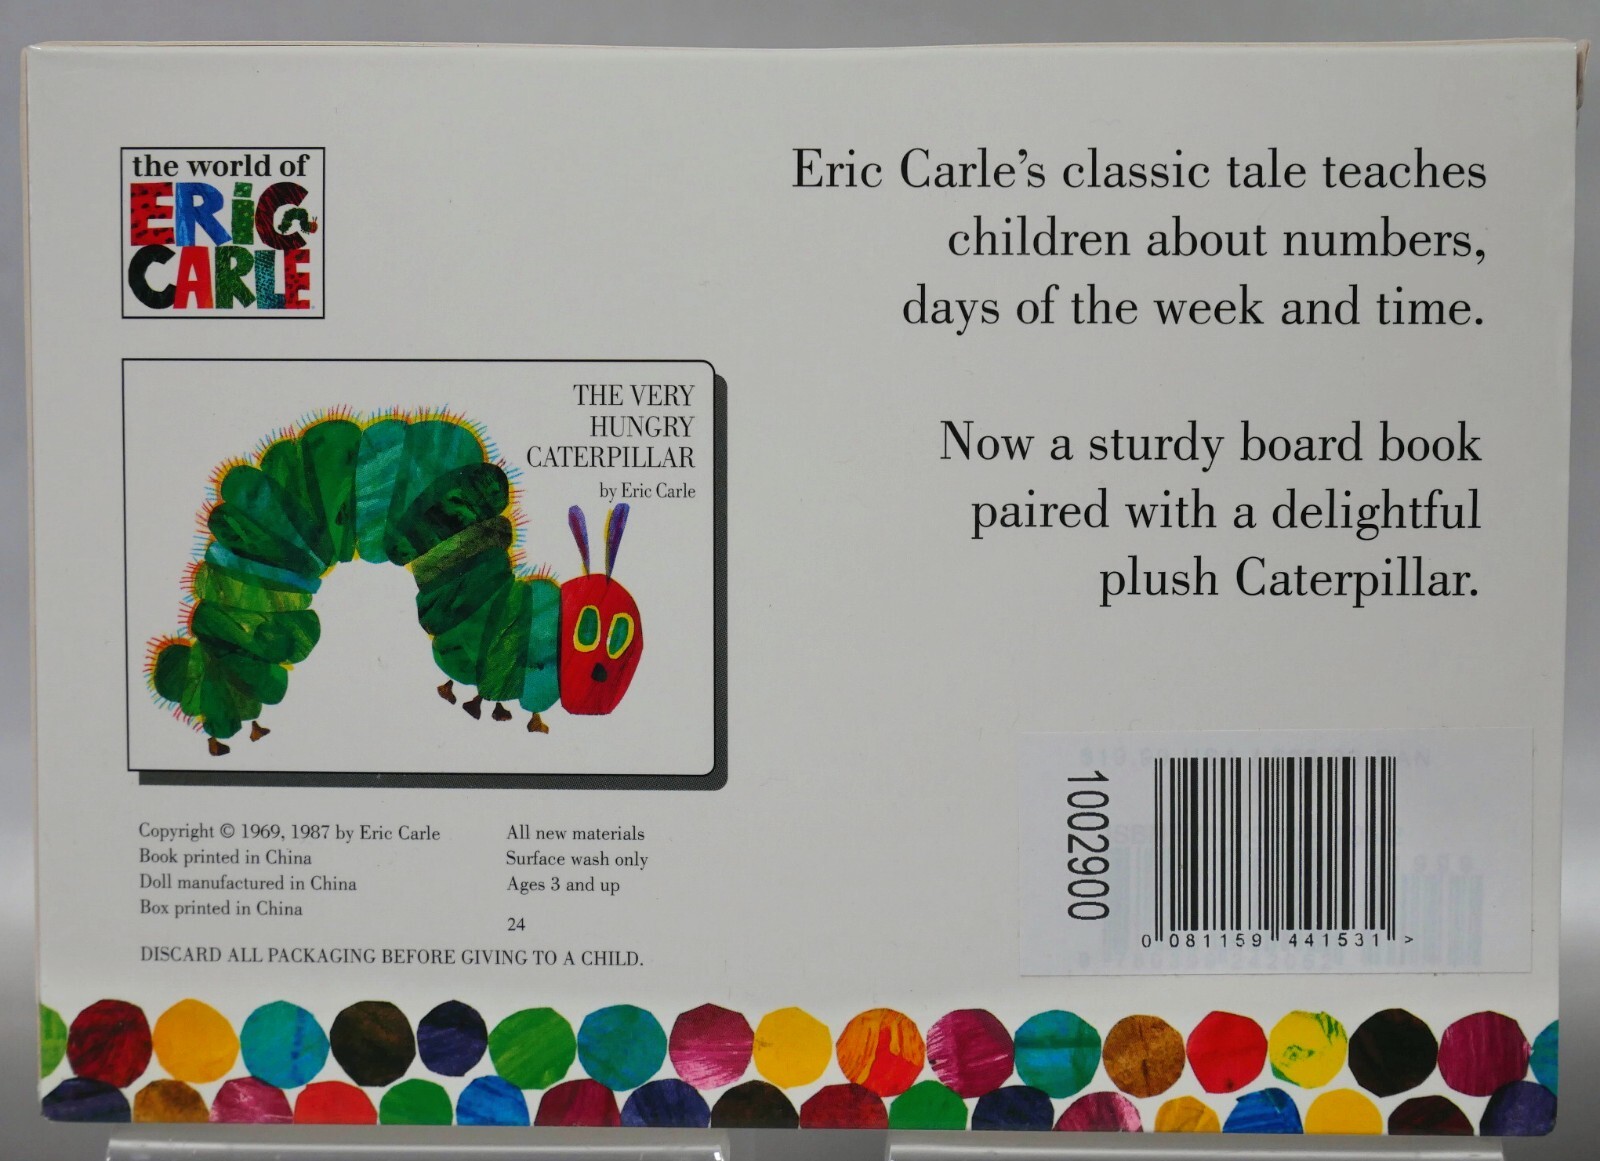 the world of
ERIC
CARLE
Eric Carle's classic tale teaches
children about numbers,
days of the week and time.
Now a sturdy board book
paired with a delightful
plush Caterpillar.
THE VERY
HUNGRY
CATERPILLAR
by Eric Carle
Copyright © 1969, 1987 by Eric Carle
Book printed in China
Doll manufactured in China
Box printed in China
All new materials
Surface wash only
Ages 3 and up
24
DISCARD ALL PACKAGING BEFORE GIVING TO A CHILD.
1002900
0 081159 441531 >